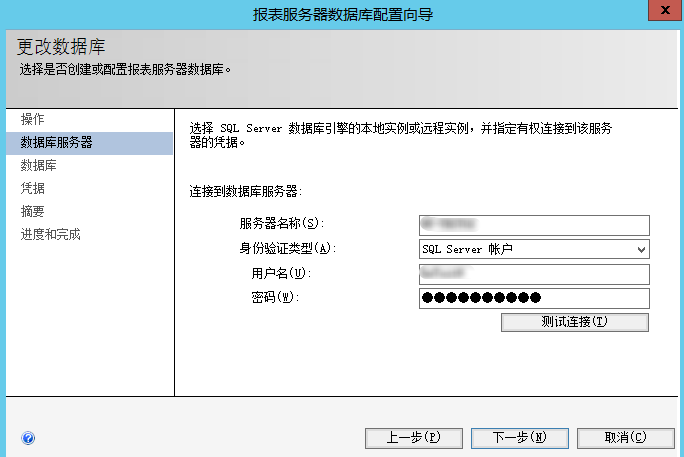 报表服务器数据库配置向导
x
更改数据库
选择是否创建或配置报表服务器数据库。
操作
数据库服务器
数据库
凭据
摘要
进度和完成
选择 SQL Server 数据库引擎的本地实例或远程实例，并指定有权连接到该服务
器的凭据。
连接到数据库服务器:
服务器名称(S):
身份验证类型(A):
SQL Server 帐户
用户名(U):
密码(W):
●●●●●●●●●●
测试连接(T)
?
上一步(P)
下一步(N)
取消(C)